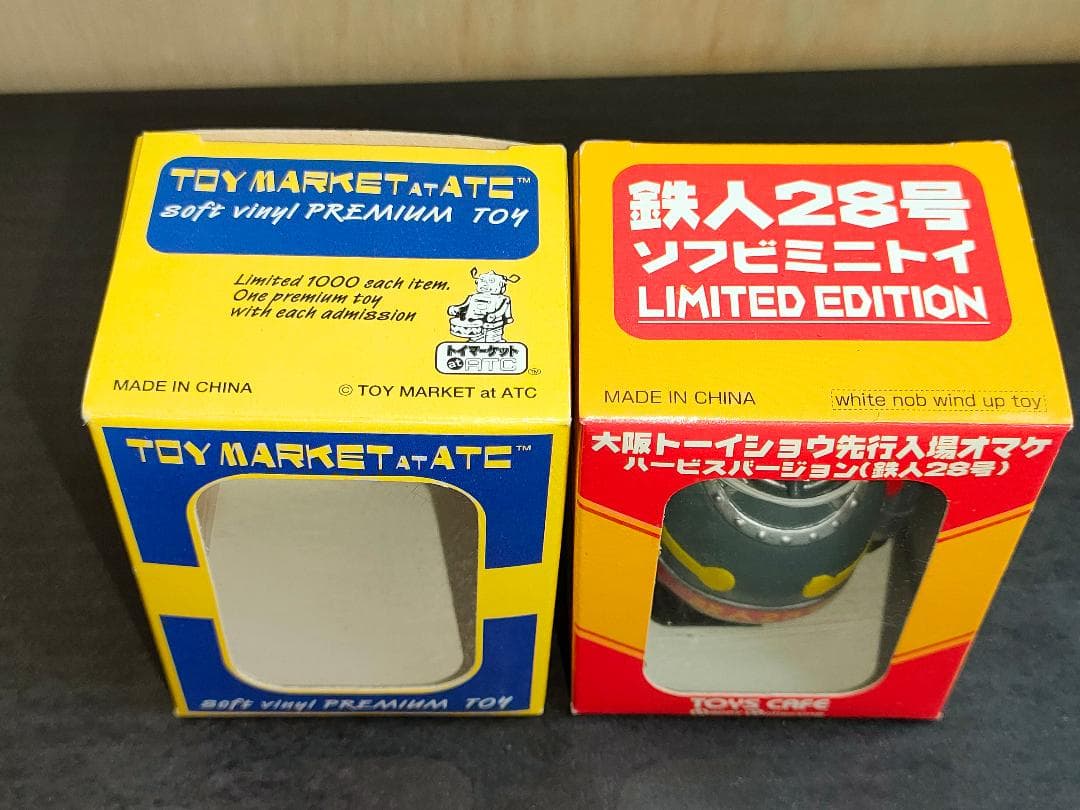 TOY MARKET AT ATC™
soft vinyl PREMIUM TOY
Limited 1000 each item.
One premium toy
with each admission
トイマーケット
at ATC TM
MADE IN CHINA
© TOY MARKET at ATC
TOY MARKET AT ATC™
soft vinyl PREMIUM TOY
鉄人28号
ソフビミニトイ
LIMITED EDITION
MADE IN CHINA
white nob wind up toy
大阪トーイショウ先行入場オマケ
ハービスバージョン(鉄人28号)
TOYS CAFE